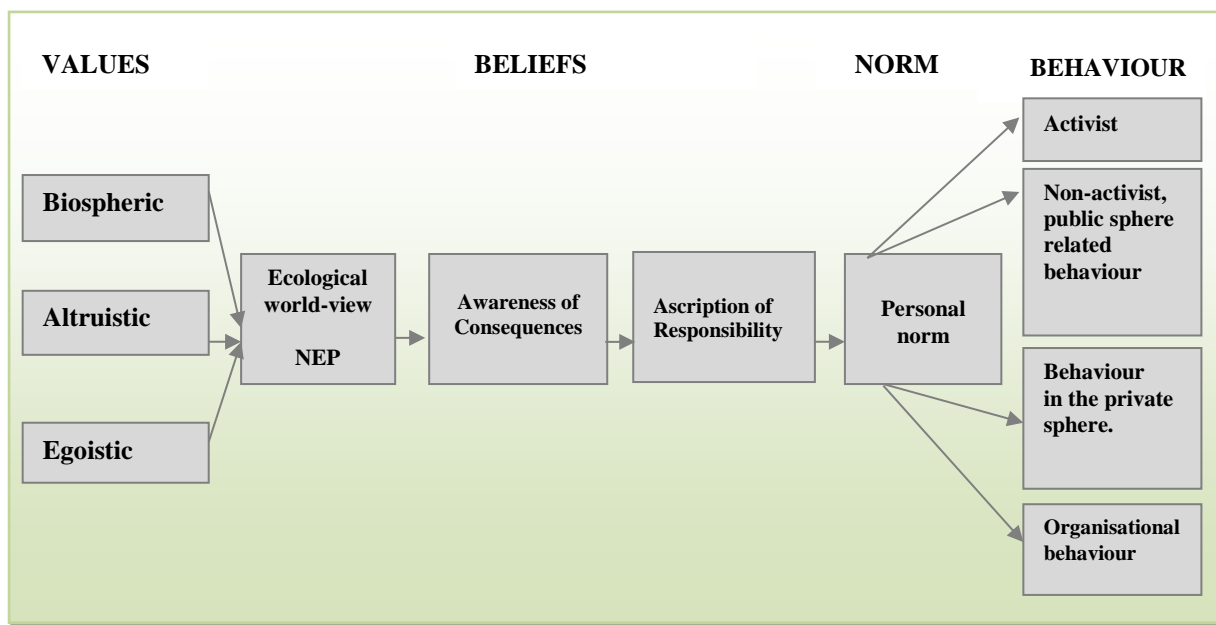 VALUES
BELIEFS
NORM
BEHAVIOUR
Biospheric
Altruistic
Egoistic
Ecological
world-view
NEP
Awareness of
Consequences
Ascription of
Responsibility
Personal
norm
Activist
Non-activist,
public sphere
related
behaviour
Behaviour
in the private
sphere.
Organisational
behaviour